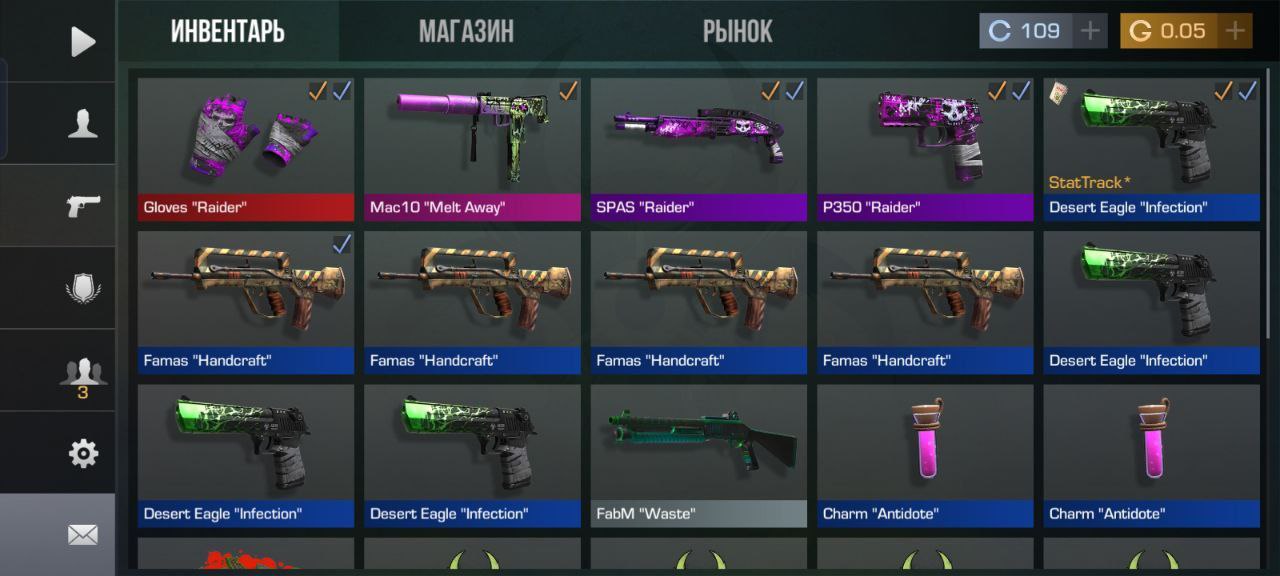 ИНВЕНТАРЬ
МАГАЗИН
РЫНОК
C 109 +
G 0.05 +
Gloves "Raider"
Mac10 "Melt Away"
SPAS "Raider"
P350 "Raider"
StatTrack*
Desert Eagle "Infection"
Famas "Handcraft"
Famas "Handcraft"
Famas "Handcraft"
Famas "Handcraft"
Desert Eagle "Infection"
3
Desert Eagle "Infection"
Desert Eagle "Infection"
FabM "Waste"
Charm "Antidote"
Charm "Antidote"